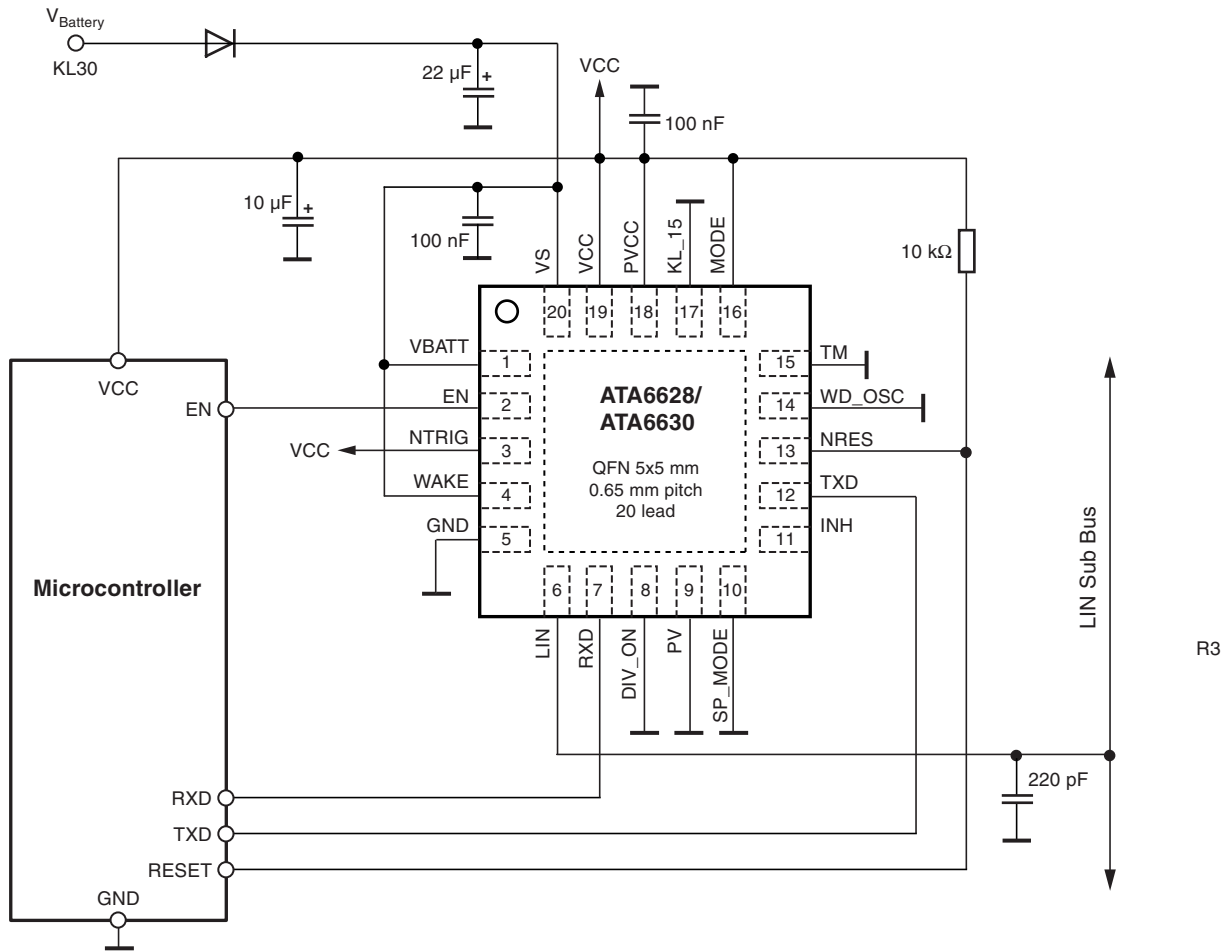 VBattery
KL30
22 µF
+
VCC
100 nF
10 µF
+
100 nF
VS
VCC
PVCC
KL_15
MODE
10 kΩ
20
19
18
17
16
VCC
EN
VBATT
1
EN
2
VCC
NTRIG
3
WAKE
4
GND
5
ATA6628/
ATA6630
QFN 5x5 mm
0.65 mm pitch
20 lead
15
TM
14
WD_OSC
13
NRES
12
TXD
11
INH
Microcontroller
6
7
8
9
10
LIN
RXD
DIV_ON
PV
SP_MODE
LIN Sub Bus
R3
220 pF
RXD
TXD
RESET
GND